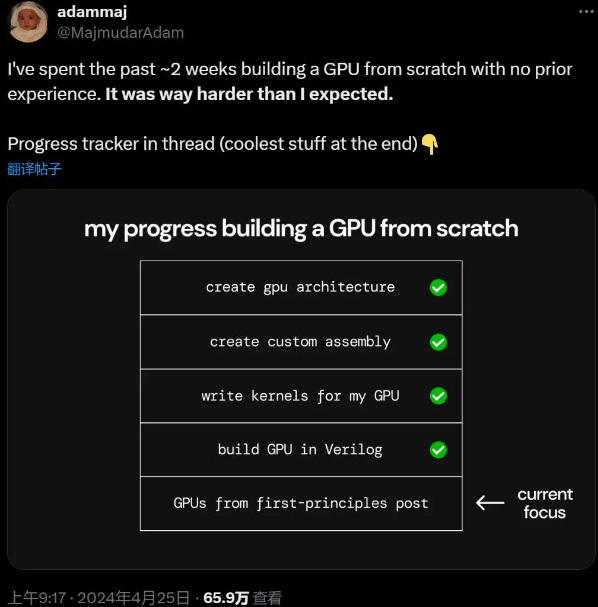 adammaj
@MajmudarAdam
I've spent the past ~2 weeks building a GPU from scratch with no prior
experience. It was way harder than I expected.
Progress tracker in thread (coolest stuff at the end)👇
翻译帖子
my progress building a GPU from scratch
create gpu architecture
create custom assembly
write kernels for my GPU
build GPU in Verilog
GPUs from first-principles post
current
focus
上午9:17 · 2024年4月25日 · 65.9万 查看